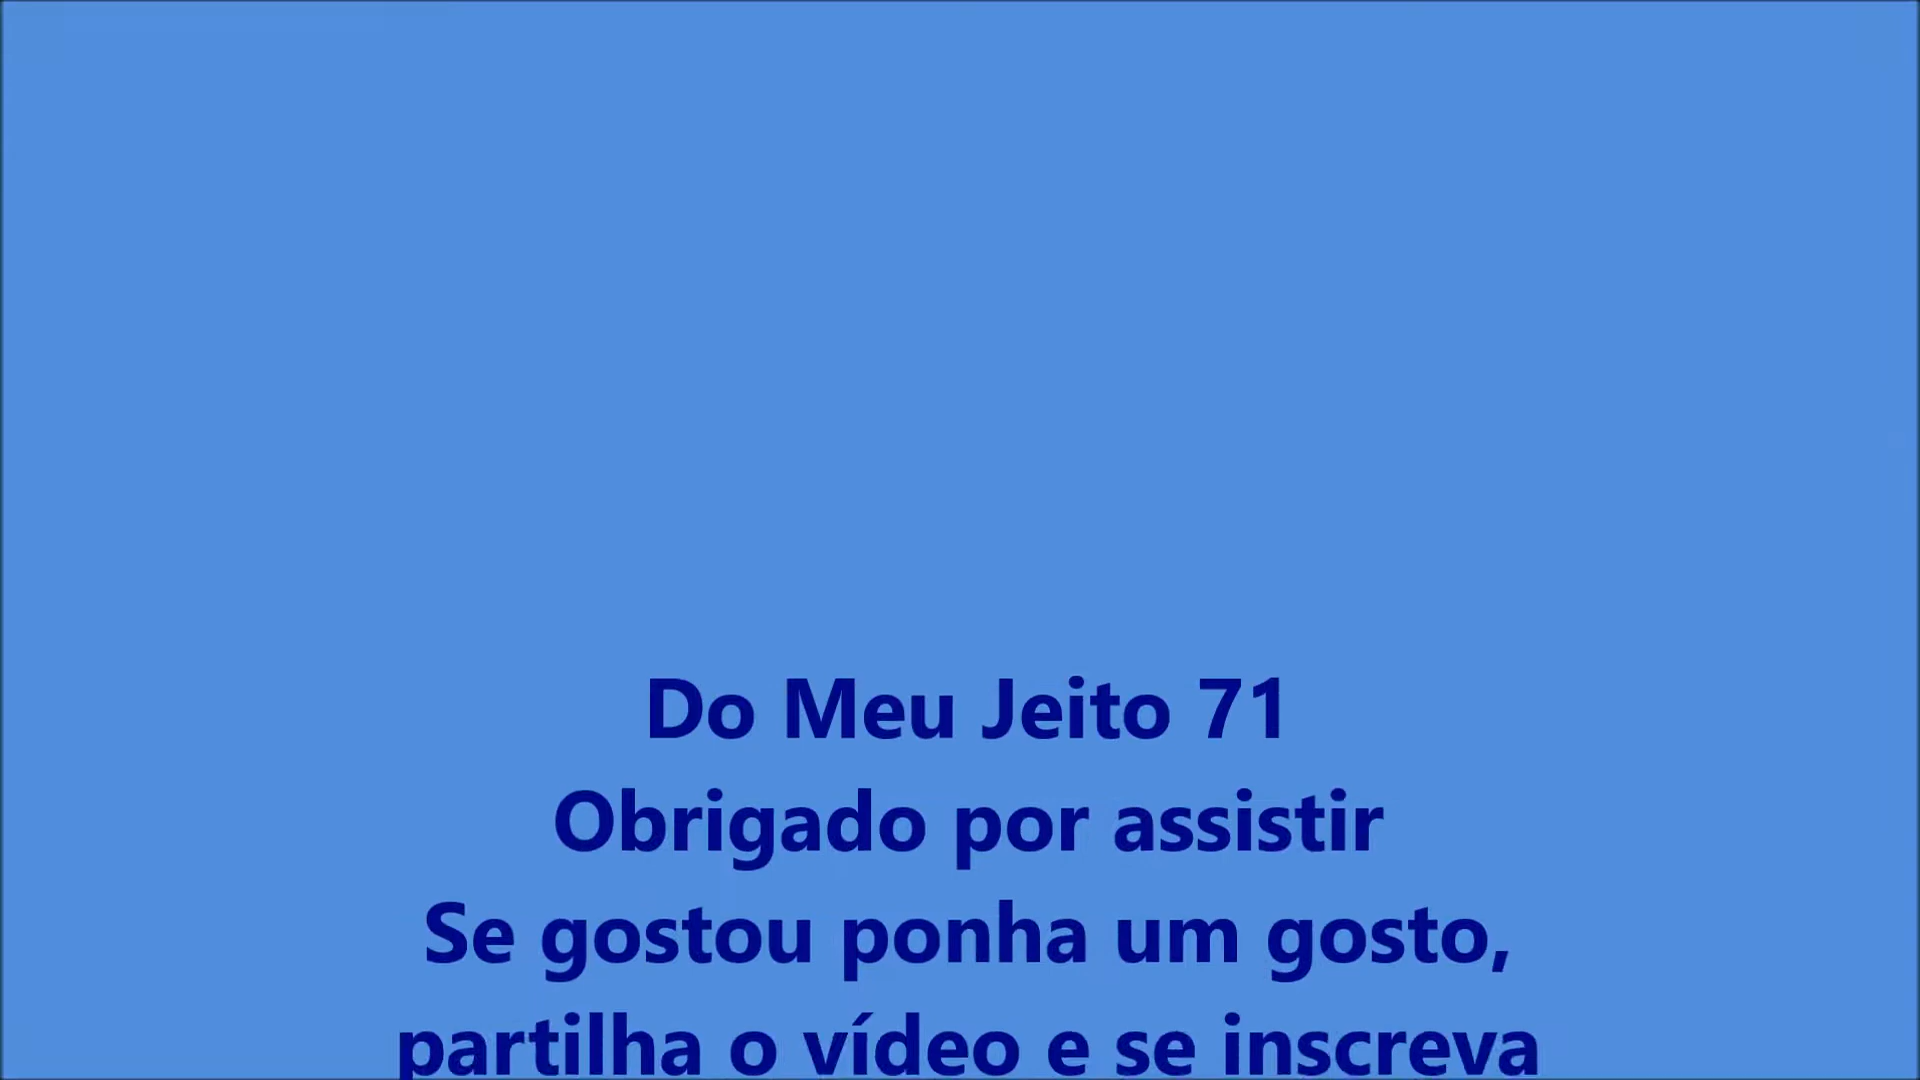 Do Meu Jeito 71
Obrigado por assistir
Se gostou ponha um gosto,
partilha o vídeo e se inscreva